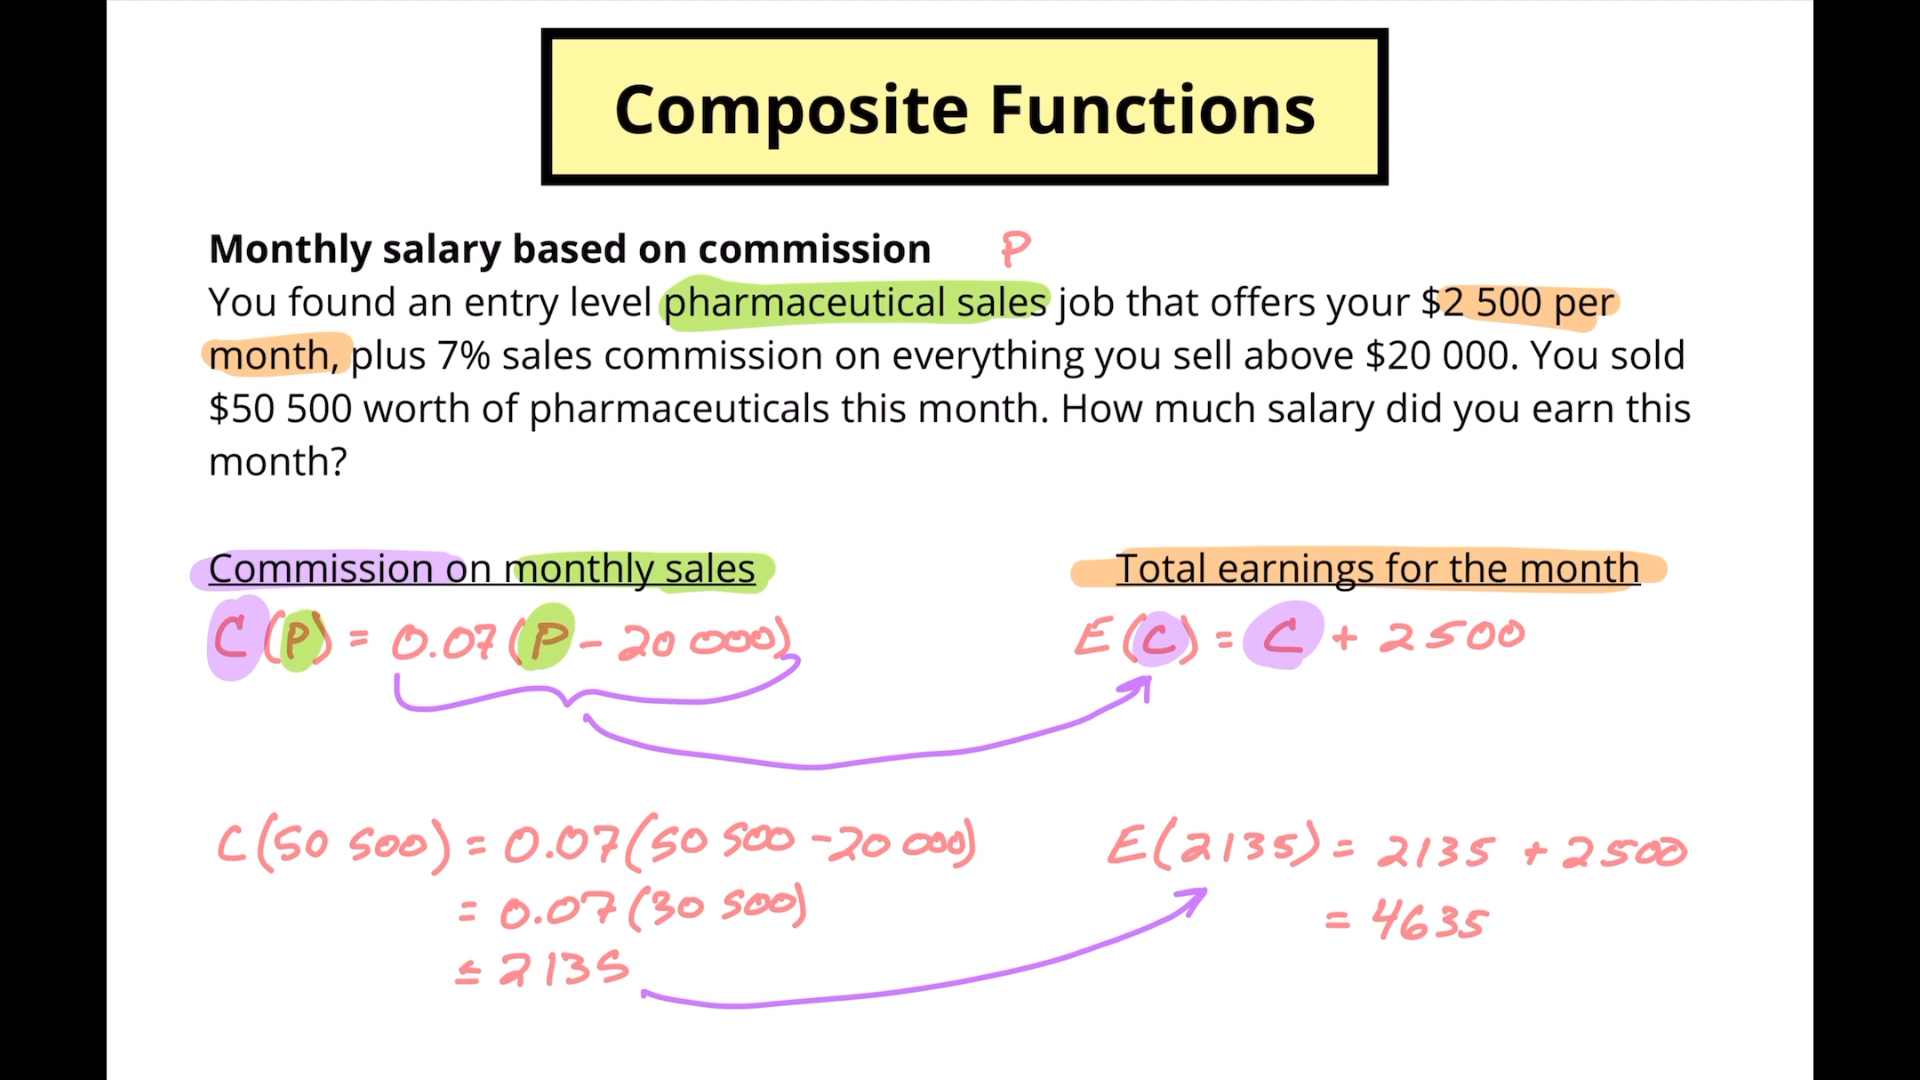 Composite Functions
Monthly salary based on commission P
You found an entry level pharmaceutical sales job that offers your $2 500 per
month, plus 7% sales commission on everything you sell above $20 000. You sold
$50 500 worth of pharmaceuticals this month. How much salary did you earn this
month?
Commission on monthly sales
C(P) = 0.07(P - 20 000)
Total earnings for the month
E(C) = C + 2500
C(50 500) = 0.07(50 500 - 20 000)
= 0.07(30 500)
= 2135
E(2135) = 2135 + 2500
= 4635